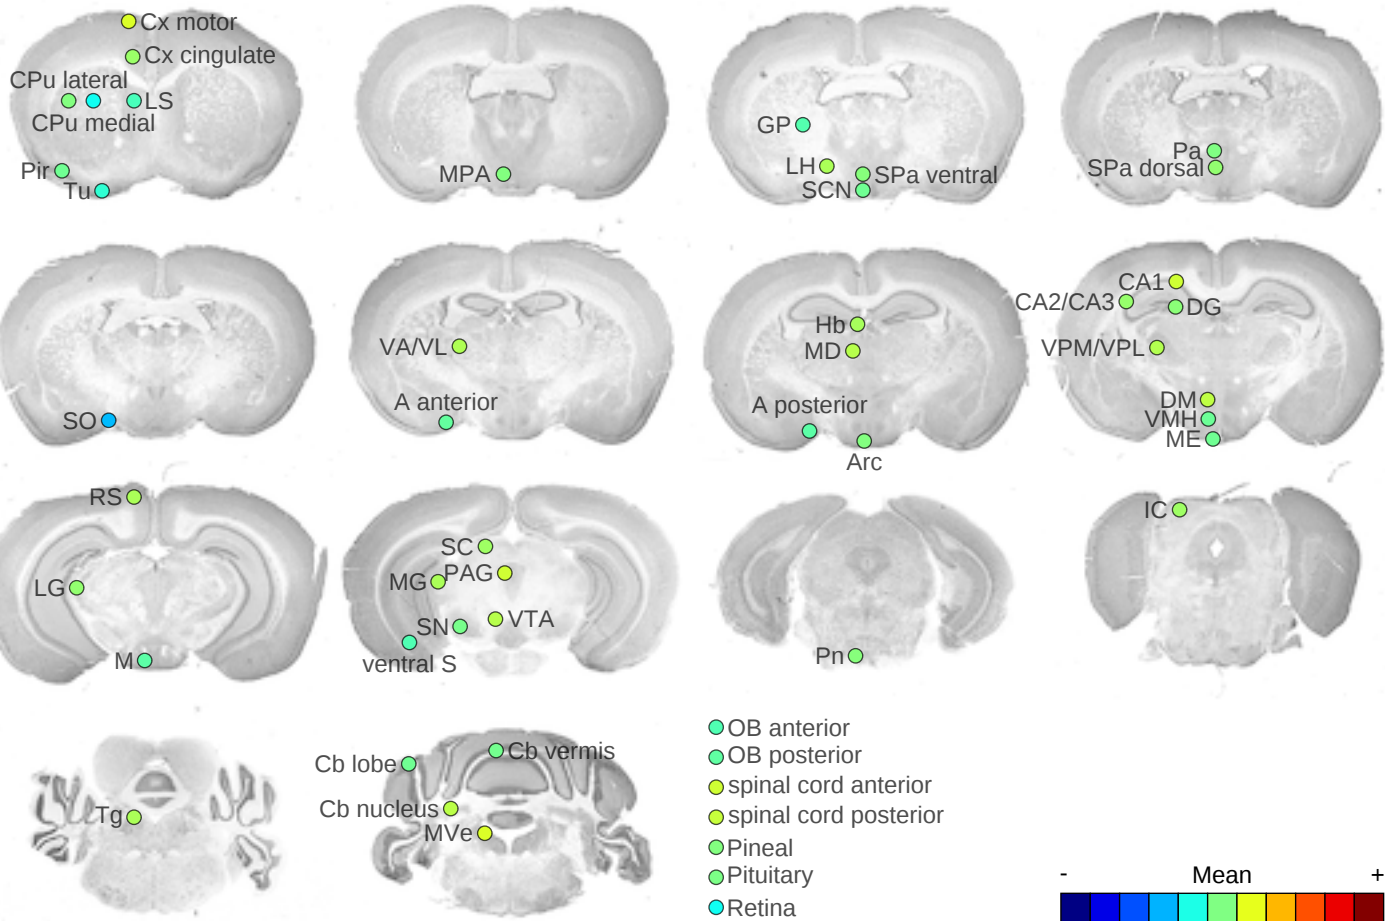 Cx motor
Cx cingulate
CPu lateral
LS
CPu medial
Pir
Tu
MPA
GP
LH
SPa ventral
SCN
Pa
SPa dorsal
SO
VA/VL
A anterior
Hb
MD
A posterior
Arc
CA1
CA2/CA3
DG
VPM/VPL
DM
VMH
ME
RS
LG
M
SC
PAG
MG
VTA
SN
ventral S
Pn
IC
Tg
Cb vermis
Cb lobe
Cb nucleus
MVe
OB anterior
OB posterior
spinal cord anterior
spinal cord posterior
Pineal
Pituitary
Retina
- Mean +